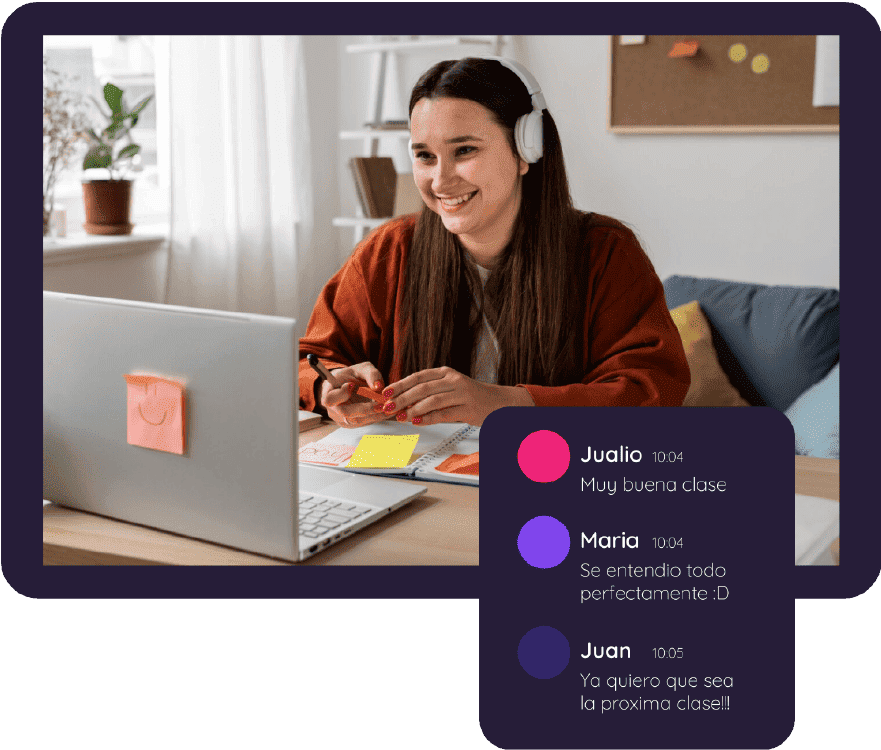 Jualio 10:04
Muy buena clase
Maria 10:04
Se entendio todo
perfectamente :D
Juan 10:05
Ya quiero que sea
la proxima clase!!!